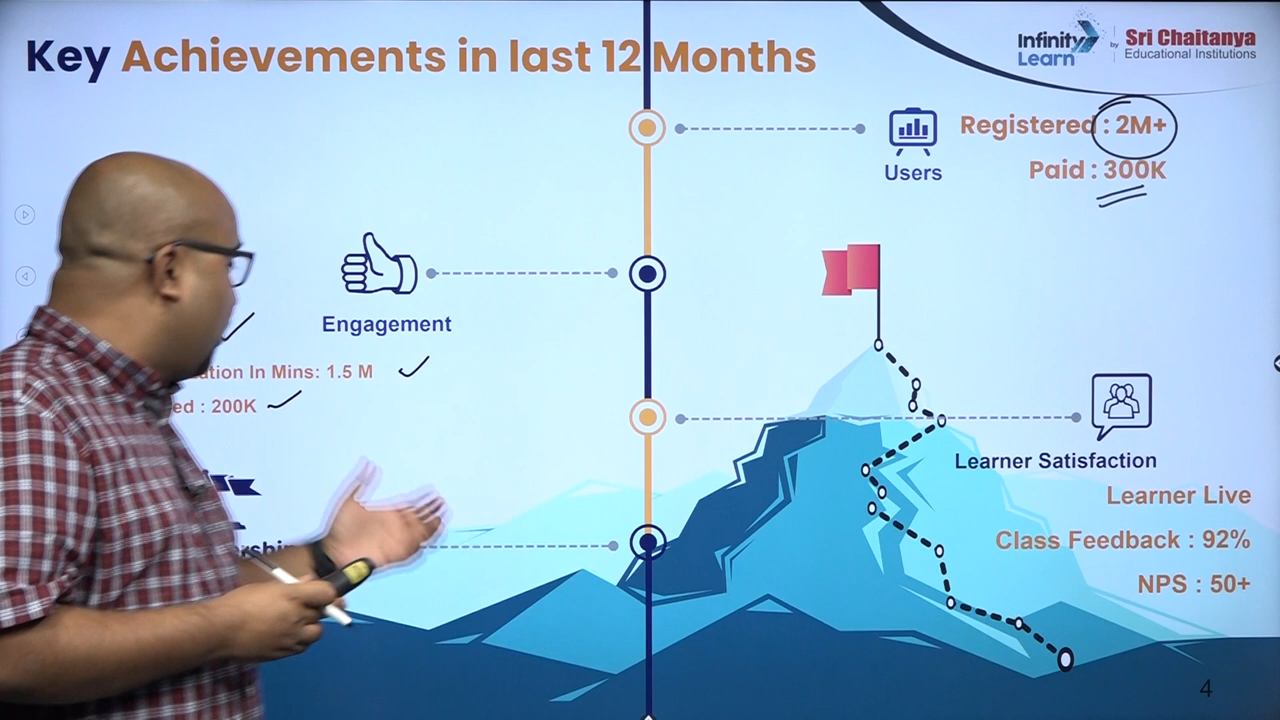 Key Achievements in last 12 Months
Infinity
Learn
by
Sri Chaitanya
Educational Institutions
Registered : 2M+
Paid : 300K
Users
Engagement
In Mins: 1.5 M
: 200K
Learner Satisfaction
Learner Live
Class Feedback : 92%
NPS : 50+
4